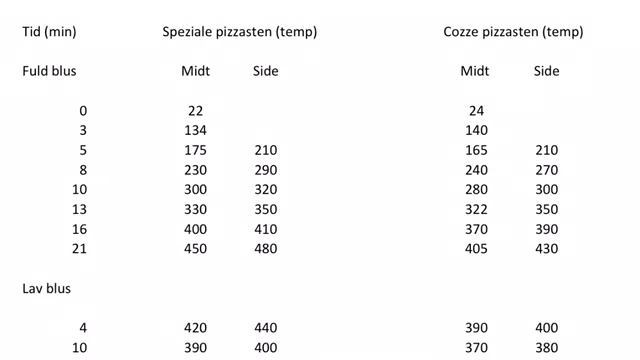 Tid (min) Speziale pizzasten (temp) Cozze pizzasten (temp)
Fuld blus Midt Side Midt Side
0 22 24
3 134 140
5 175 210 165 210
8 230 290 240 270
10 300 320 280 300
13 330 350 322 350
16 400 410 370 390
21 450 480 405 430
Lav blus
4 420 440 390 400
10 390 400 370 380